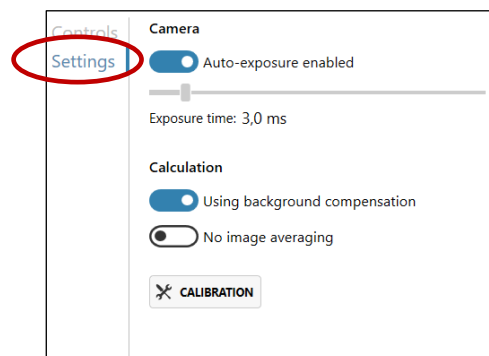 Controls
Settings
Camera
Auto-exposure enabled
Exposure time: 3,0 ms
Calculation
Using background compensation
No image averaging
CALIBRATION